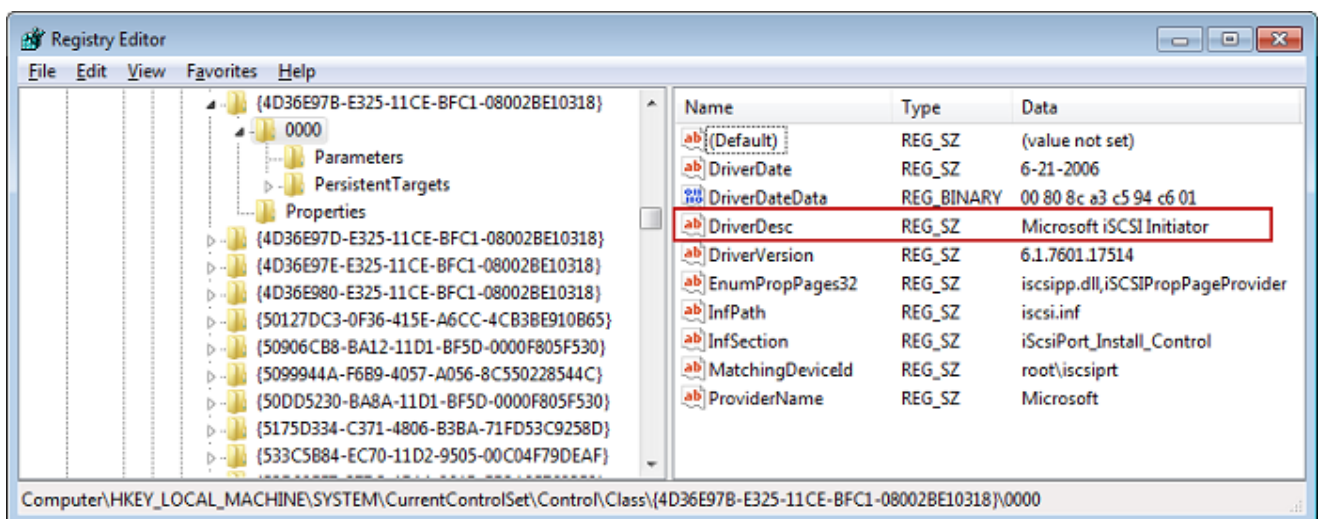 Registry Editor
File Edit View Favorites Help
{4D36E97B-E325-11CE-BFC1-08002BE10318}
0000
Parameters
PersistentTargets
Properties
{4D36E97D-E325-11CE-BFC1-08002BE10318}
{4D36E97E-E325-11CE-BFC1-08002BE10318}
{4D36E980-E325-11CE-BFC1-08002BE10318}
{50127DC3-0F36-415E-A6CC-4CB3BE910B65}
{50906CB8-BA12-11D1-BF5D-0000F805F530}
{5099944A-F6B9-4057-A056-8C550228544C}
{50DD5230-BA8A-11D1-BF5D-0000F805F530}
{5175D334-C371-4806-B3BA-71FD53C9258D}
{533C5B84-EC70-11D2-9505-00C04F79DEAF}
Name Type Data
(Default) REG_SZ (value not set)
DriverDate REG_SZ 6-21-2006
DriverDateData REG_BINARY 00 80 8c a3 c5 94 c6 01
DriverDesc REG_SZ Microsoft iSCSI Initiator
DriverVersion REG_SZ 6.1.7601.17514
EnumPropPages32 REG_SZ iscsipp.dll,iSCSIPropPageProvider
InfPath REG_SZ iscsi.inf
InfSection REG_SZ iScsiPort_Install_Control
MatchingDeviceId REG_SZ root\iscsiprt
ProviderName REG_SZ Microsoft
Computer\HKEY_LOCAL_MACHINE\SYSTEM\CurrentControlSet\Control\Class\{4D36E97B-E325-11CE-BFC1-08002BE10318}\0000